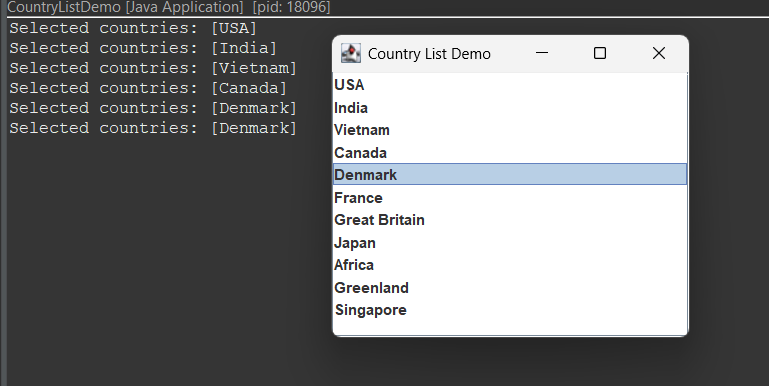 CountryListDemo [Java Application] [pid: 18096]
Selected countries: [USA]
Selected countries: [India]
Selected countries: [Vietnam]
Selected countries: [Canada]
Selected countries: [Denmark]
Selected countries: [Denmark]
Country List Demo
USA
India
Vietnam
Canada
Denmark
France
Great Britain
Japan
Africa
Greenland
Singapore